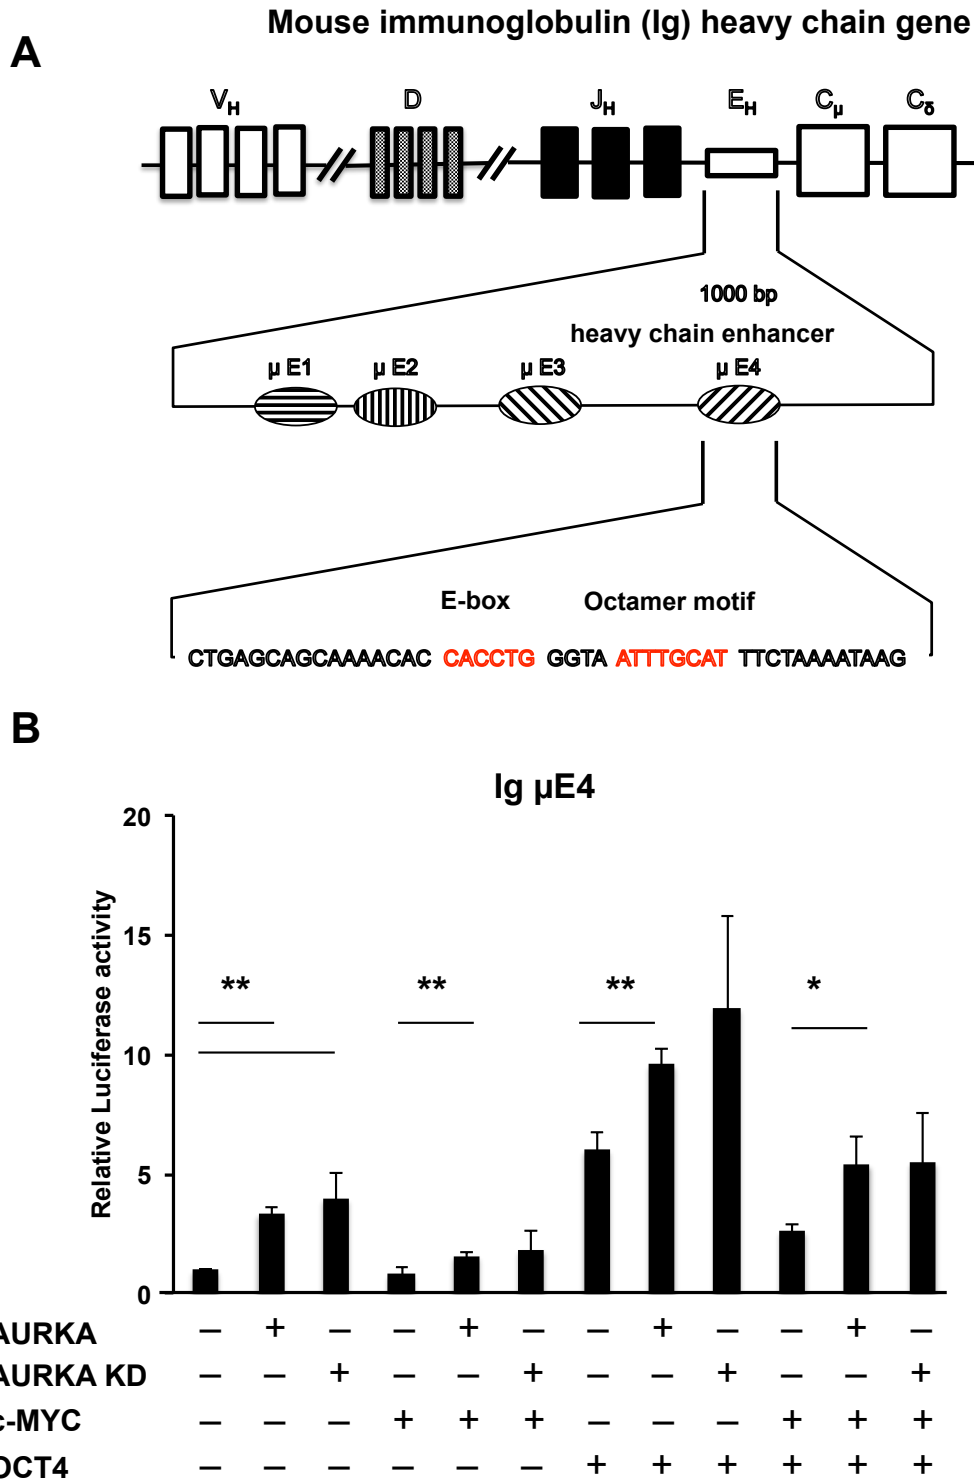 Mouse immunoglobulin (Ig) heavy chain gene
A
VH D JH EH Cμ Cδ
1000 bp
heavy chain enhancer
μ E1 μ E2 μ E3 μ E4
E-box Octamer motif
CTGAGCAGCAAAACAC CACCTG GGTA ATTTGCAT TTCTAAAATAAG
B
Ig μE4
20
15
10
5
0
Relative Luciferase activity
** ** ** *
AURKA – + – – + – – + – – + –
AURKA KD – – + – – + – – + – – +
c-MYC – – – + + + – – – + + +
OCT4 – – – – – – + + + + + +